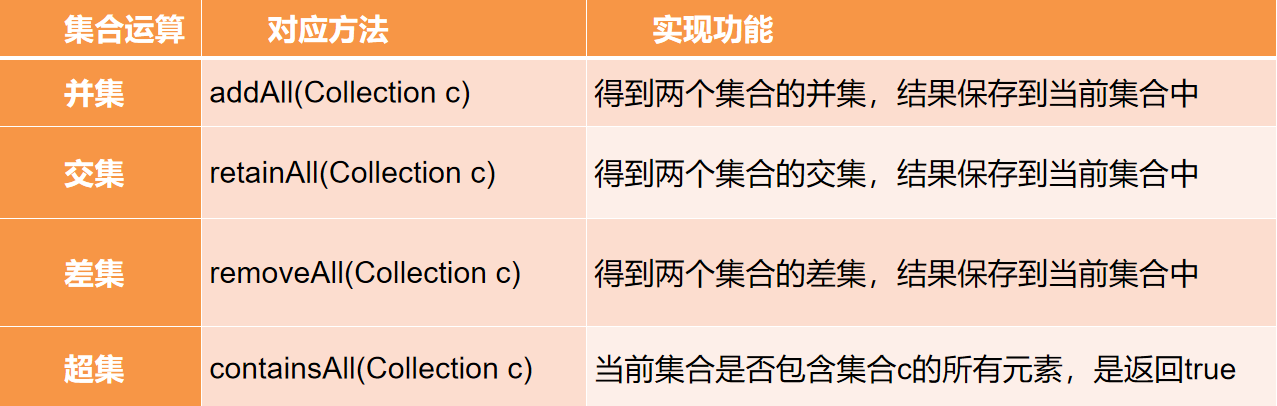 集合运算 对应方法 实现功能
并集 addAll(Collection c) 得到两个集合的并集，结果保存到当前集合中
交集 retainAll(Collection c) 得到两个集合的交集，结果保存到当前集合中
差集 removeAll(Collection c) 得到两个集合的差集，结果保存到当前集合中
超集 containsAll(Collection c) 当前集合是否包含集合c的所有元素，是返回true